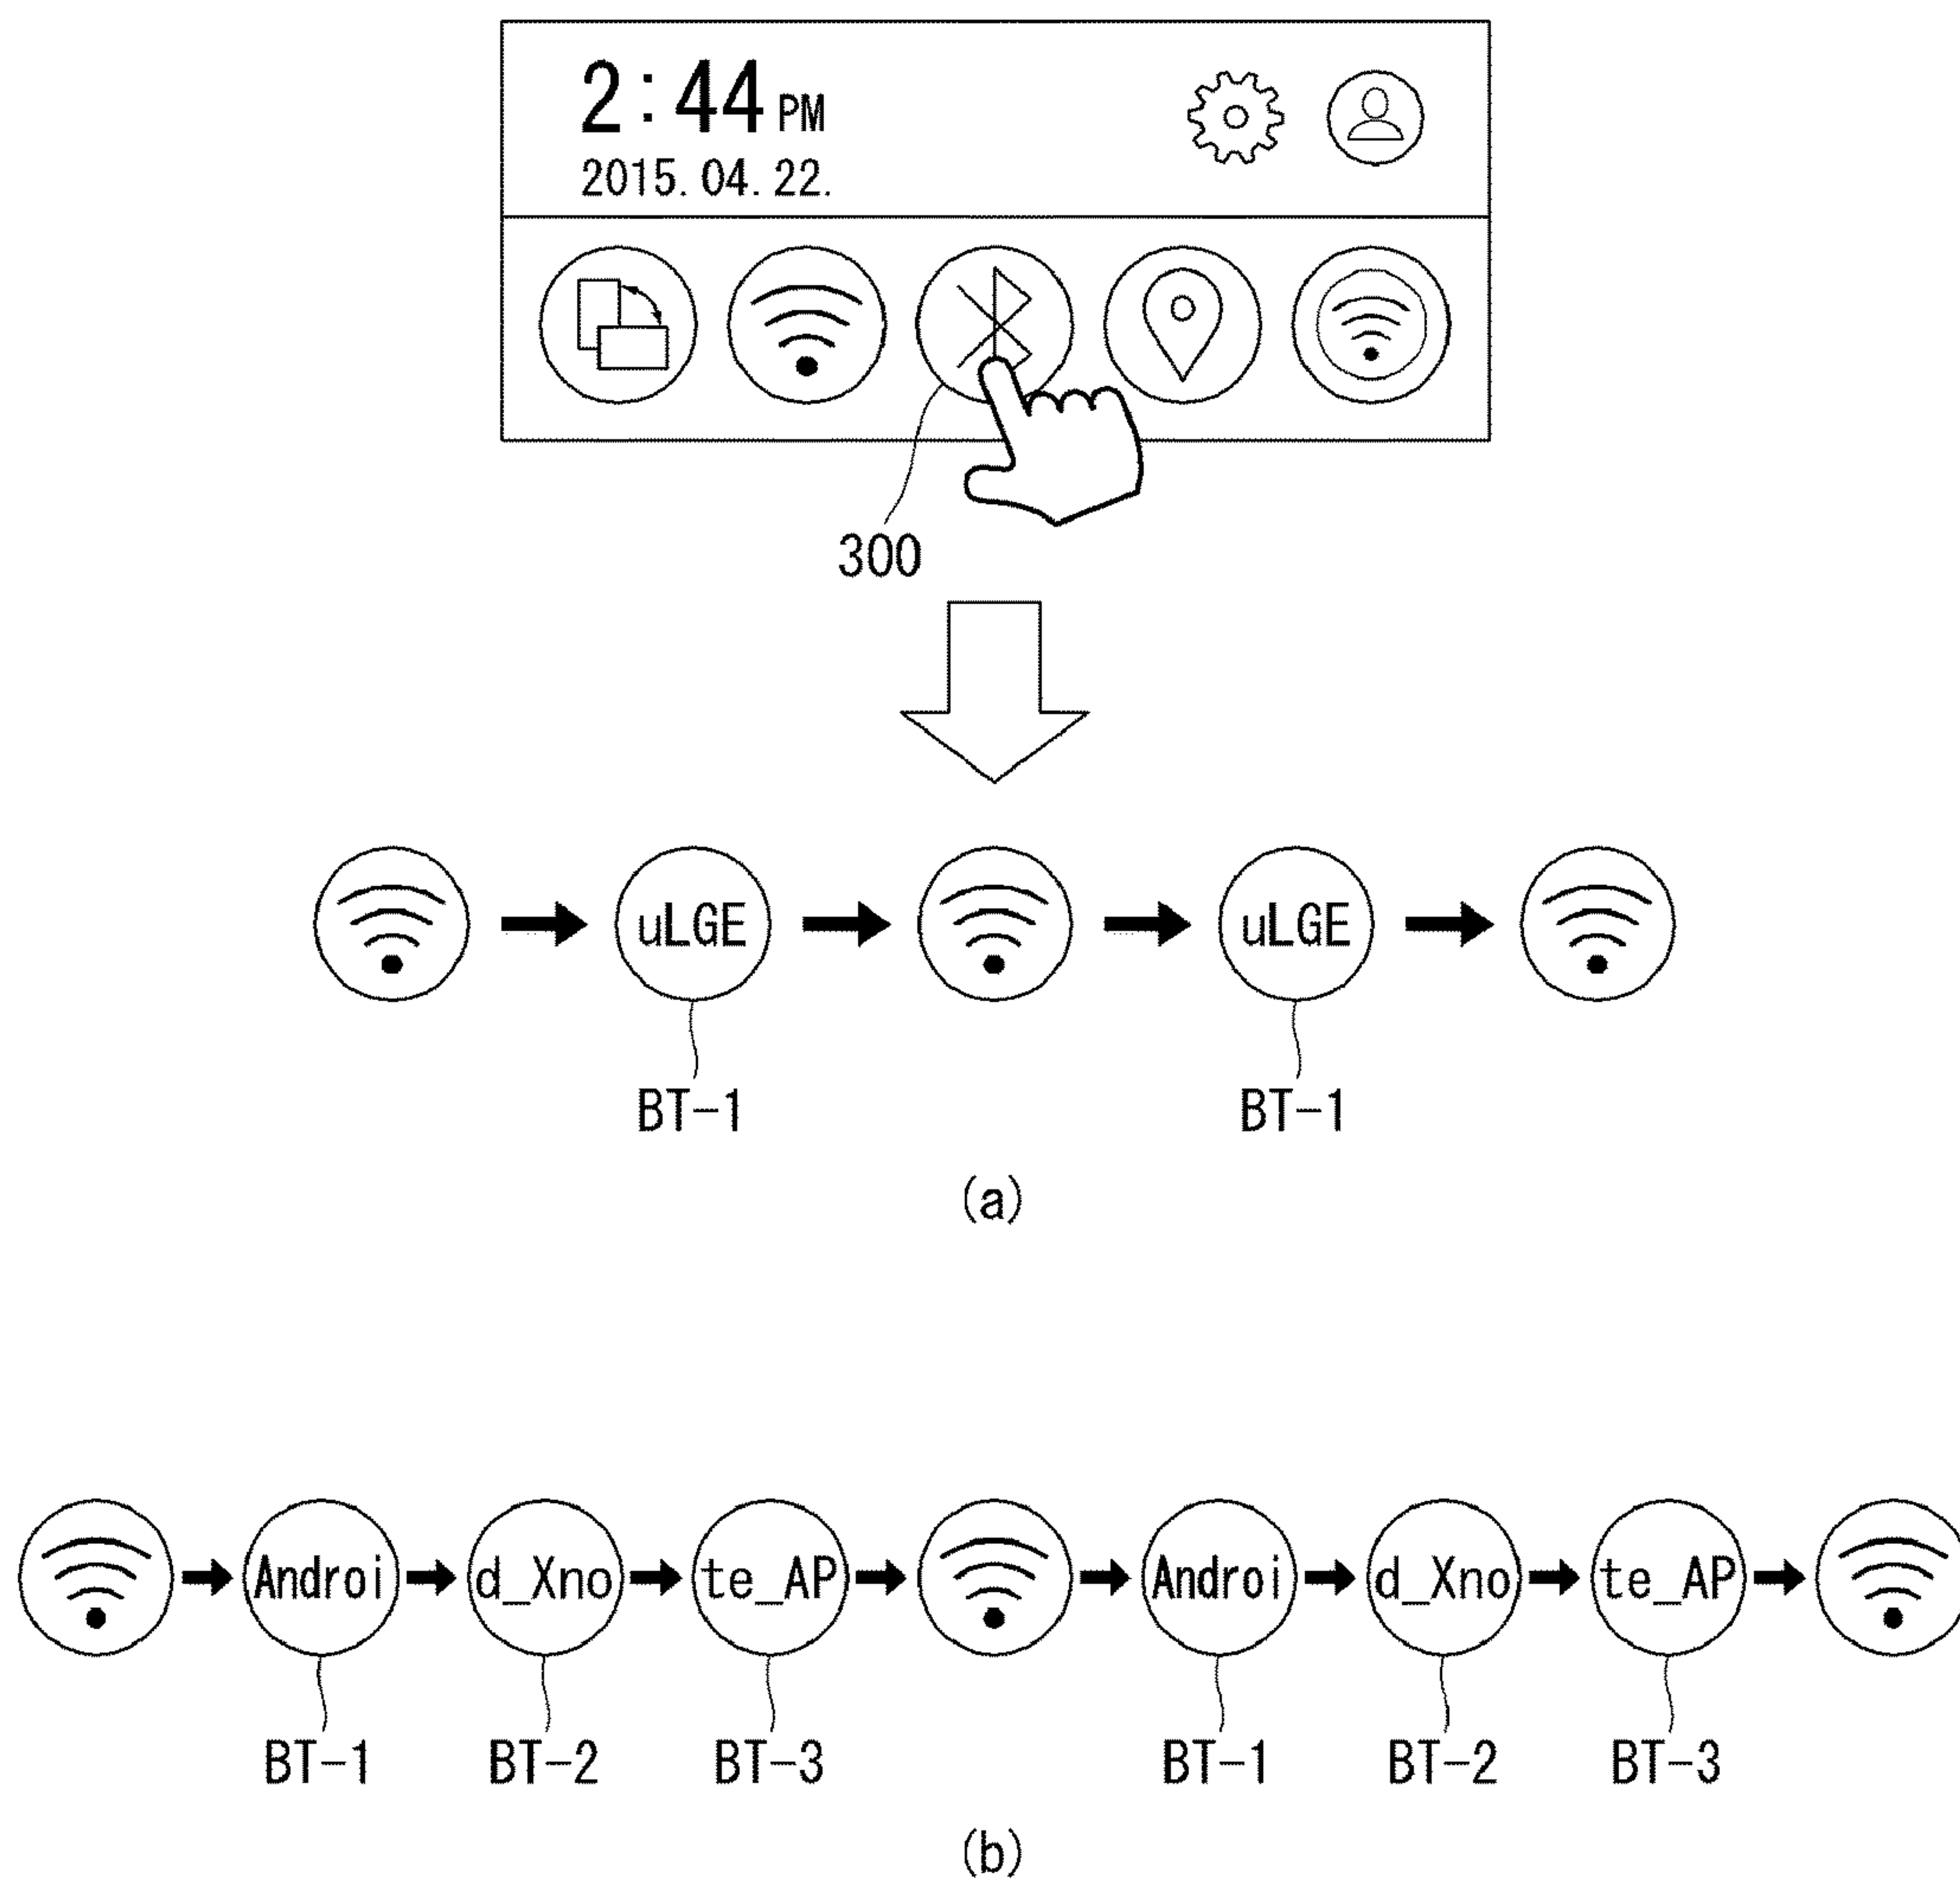 2:44 PM
2015. 04. 22.
300
uLGE uLGE
BT-1 BT-1
(a)
Androi d_Xno te_AP Androi d_Xno te_AP
BT-1 BT-2 BT-3 BT-1 BT-2 BT-3
(b)